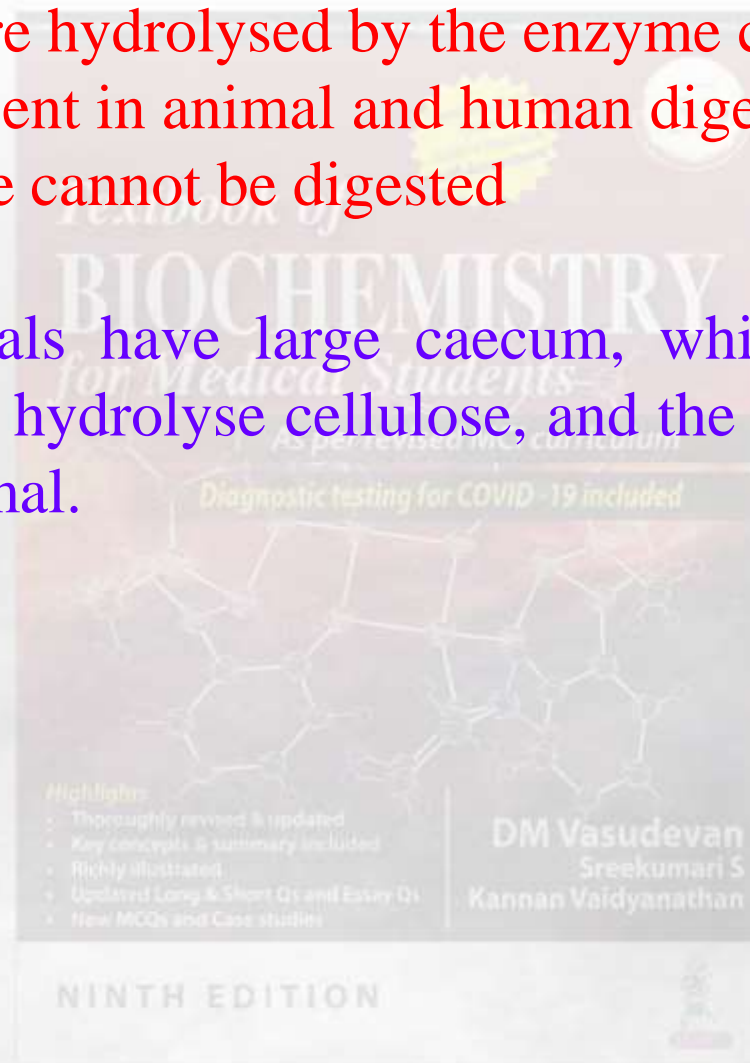 re hydrolysed by the enzyme c
ent in animal and human dige
e cannot be digested
Textbook of
BIOCHEMISTRY
als have large caecum, whi
for Medical Students
hydrolyse cellulose, and the
As per revised MCI curriculum
nal.
Diagnostic testing for COVID -19 included
Highlights
• Thoroughly revised & updated
• Key concepts & summary included
• Richly illustrated
• Updated Long & Short Qs and Essay Qs
• New MCQs and Case studies
DM Vasudevan
Sreekumari S
Kannan Vaidyanathan
NINTH EDITION